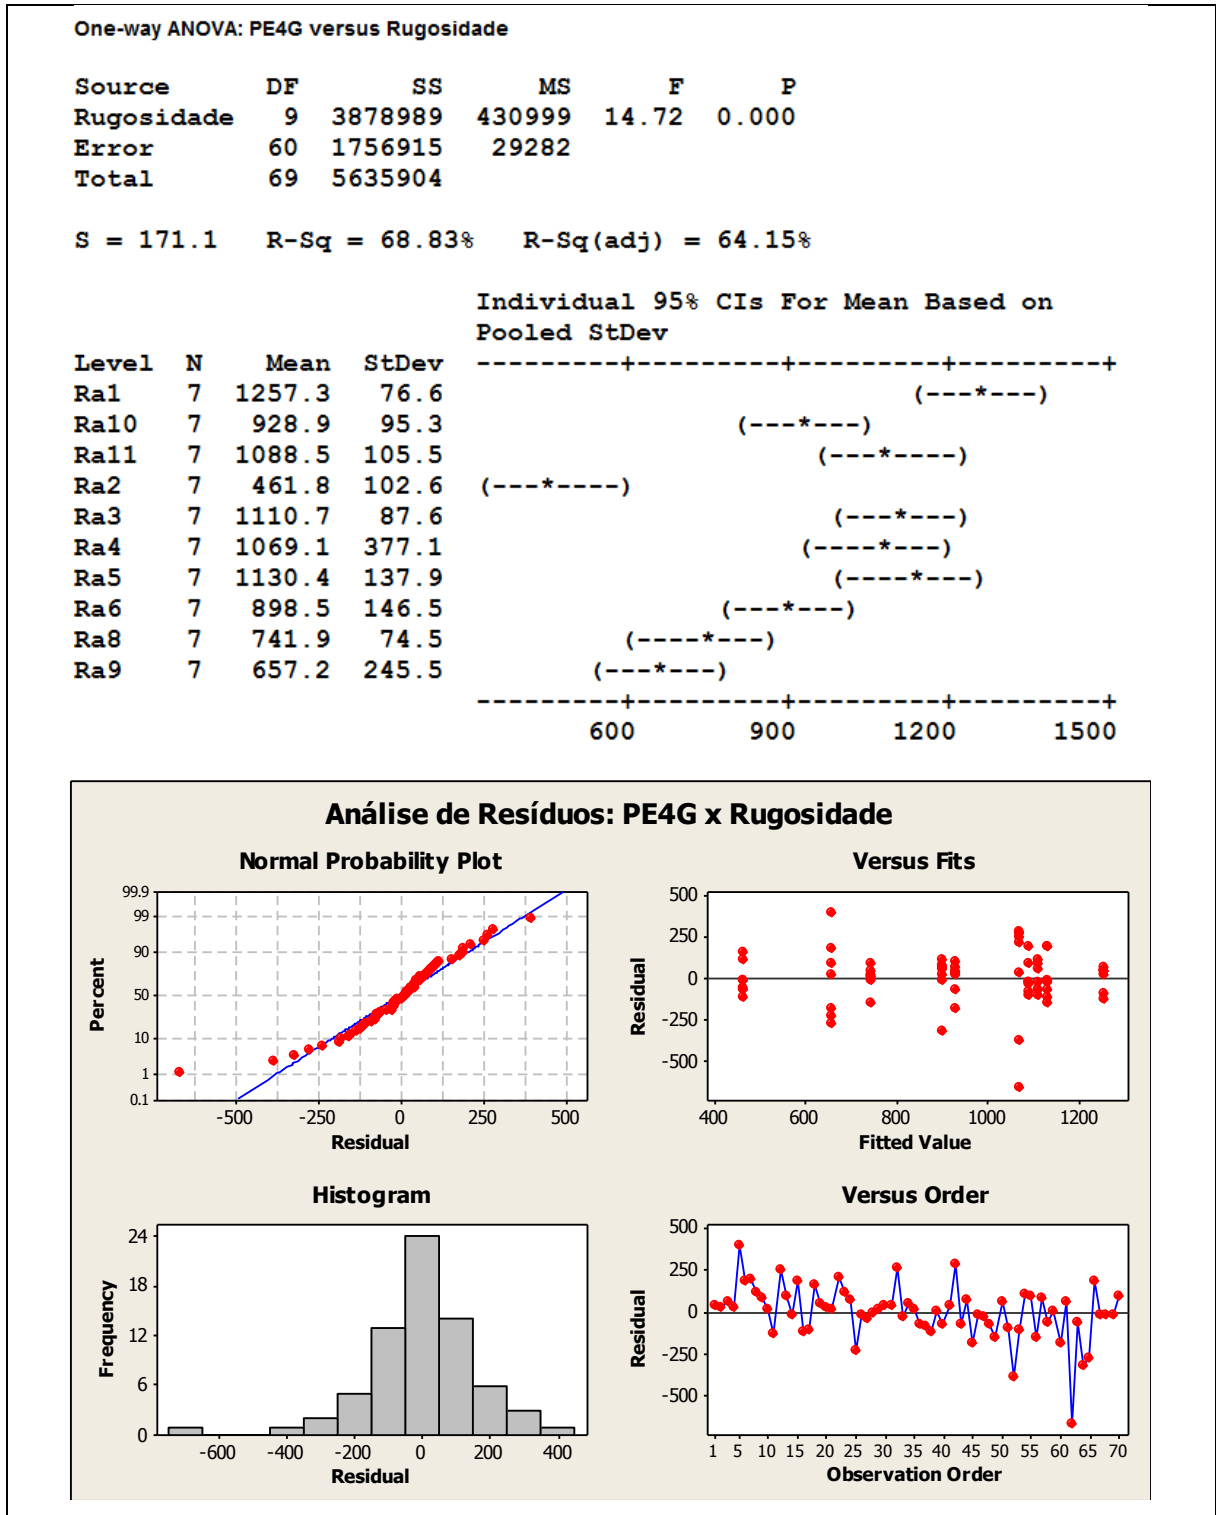 One-way ANOVA: PE4G versus Rugosidade
Source DF SS MS F P
Rugosidade 9 3878989 430999 14.72 0.000
Error 60 1756915 29282
Total 69 5635904
S = 171.1 R-Sq = 68.83% R-Sq(adj) = 64.15%
Individual 95% CIs For Mean Based on
Pooled StDev
Level N Mean StDev ---------+---------+---------+---------+
Ra1 7 1257.3 76.6 (---*---)
Ra10 7 928.9 95.3 (---*---)
Ra11 7 1088.5 105.5 (---*----)
Ra2 7 461.8 102.6 (---*----)
Ra3 7 1110.7 87.6 (---*---)
Ra4 7 1069.1 377.1 (----*---)
Ra5 7 1130.4 137.9 (----*---)
Ra6 7 898.5 146.5 (---*---)
Ra8 7 741.9 74.5 (----*---)
Ra9 7 657.2 245.5 (---*---)
---------+---------+---------+---------+
600 900 1200 1500
Análise de Resíduos: PE4G x Rugosidade
Normal Probability Plot
99.9
99
90
50
10
1
0.1
Percent
-500 -250 0 250 500
Residual
Versus Fits
500
250
0
-250
-500
Residual
400 600 800 1000 1200
Fitted Value
Histogram
24
18
12
6
0
Frequency
-600 -400 -200 0 200 400
Residual
Versus Order
500
250
0
-250
-500
Residual
1 5 10 15 20 25 30 35 40 45 50 55 60 65 70
Observation Order